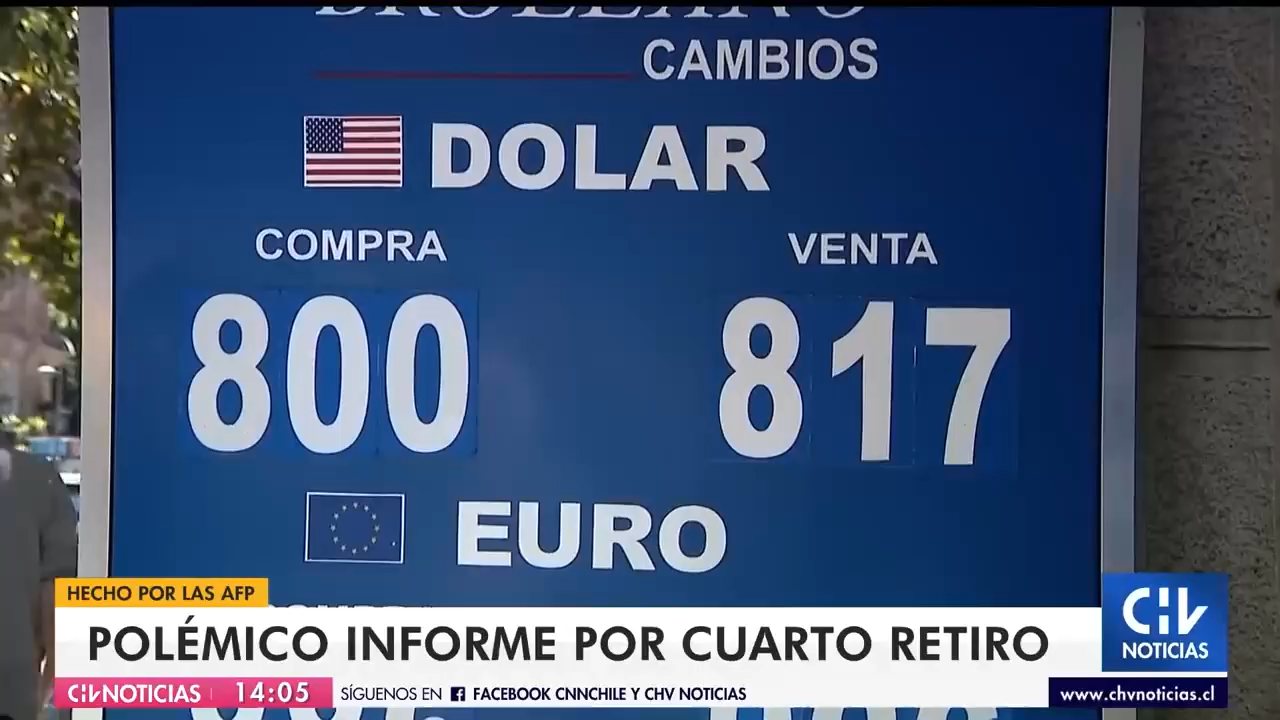 CAMBIOS
DOLAR
COMPRA VENTA
800 817
EURO
HECHO POR LAS AFP
POLÉMICO INFORME POR CUARTO RETIRO
CHV NOTICIAS
CHV NOTICIAS 14:05 SÍGUENOS EN FACEBOOK CNNCHILE Y CHV NOTICIAS
www.chvnoticias.cl